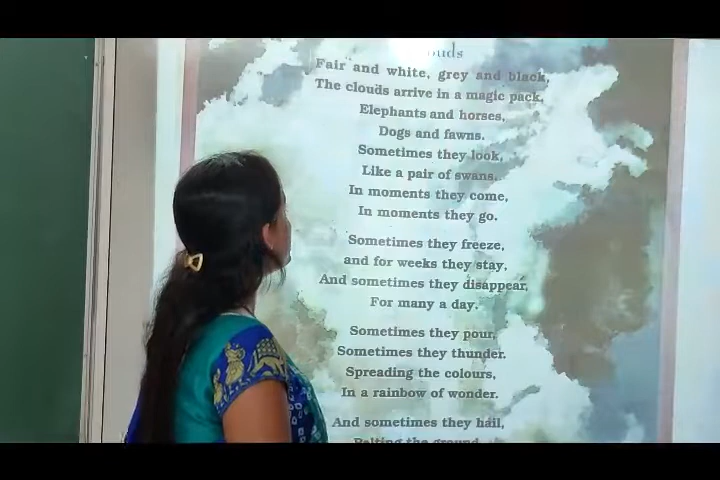 Fair and white, grey and black,
The clouds arrive in a magic pack,
Elephants and horses,
Dogs and fawns.
Sometimes they look,
Like a pair of swans.
In moments they come,
In moments they go.
Sometimes they freeze,
and for weeks they stay,
And sometimes they disappear,
For many a day.
Sometimes they pour,
Sometimes they thunder.
Spreading the colours,
In a rainbow of wonder.
And sometimes they hail,
Pelting the ground